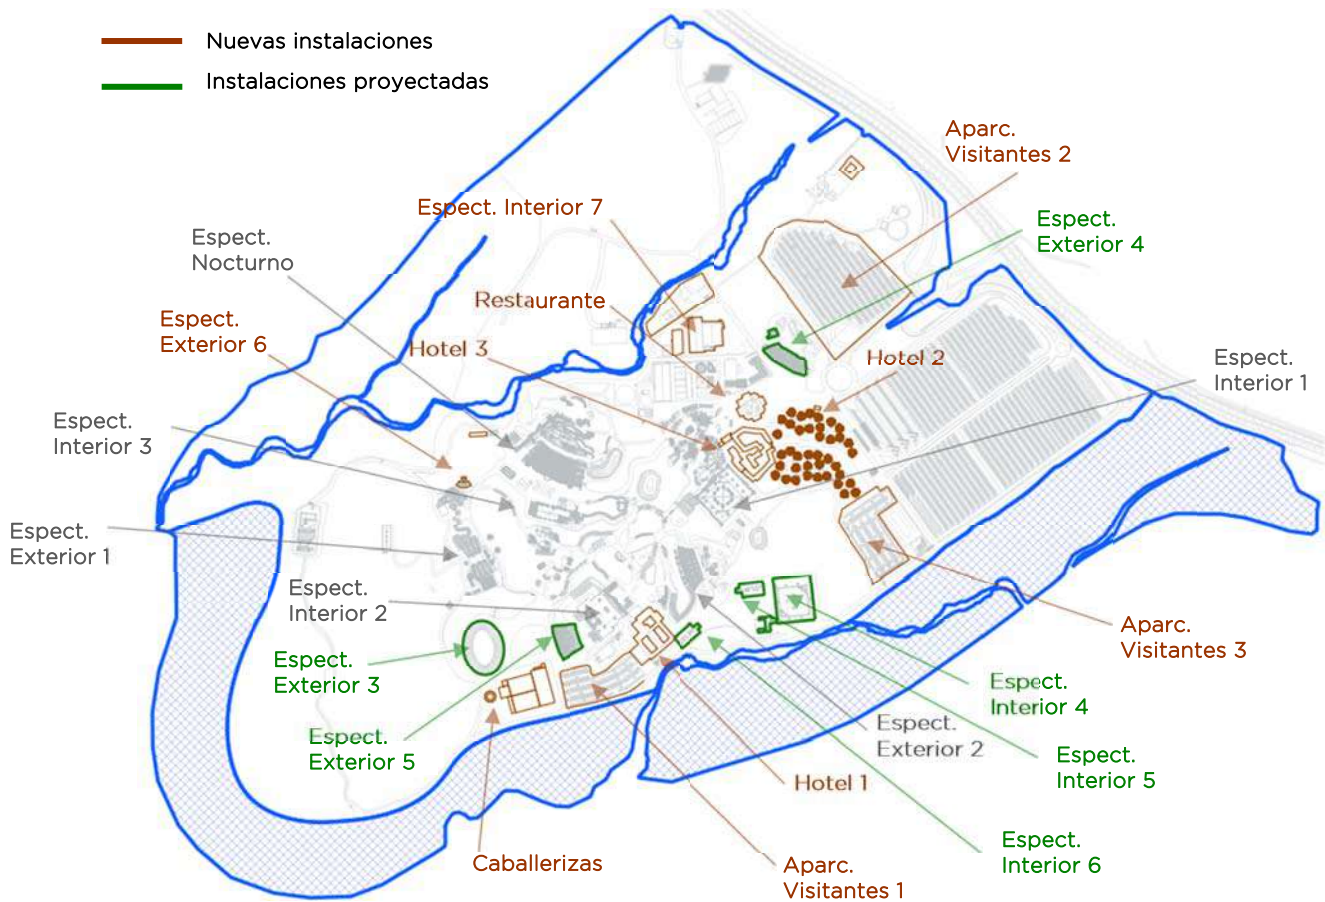 Nuevas instalaciones
Instalaciones proyectadas
Aparc.
Visitantes 2
Espect. Interior 7
Espect.
Exterior 4
Espect.
Nocturno
Restaurante
Espect.
Exterior 6
Hotel 3
Hotel 2
Espect.
Interior 1
Espect.
Interior 3
Espect.
Exterior 1
Espect.
Interior 2
Aparc.
Visitantes 3
Espect.
Exterior 3
Espect.
Interior 4
Espect.
Exterior 2
Espect.
Exterior 5
Espect.
Interior 5
Hotel 1
Espect.
Interior 6
Caballerizas
Aparc.
Visitantes 1